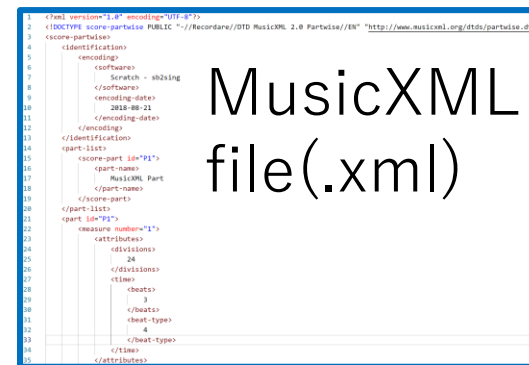 1 <?xml version="1.0" encoding="UTF-8"?>
2 <!DOCTYPE score-partwise PUBLIC "-//Recordare//DTD MusicXML 2.0 Partwise//EN" "http://www.musicxml.org/dtds/partwise.d
3 <score-partwise>
4 <identification>
5 <encoding>
6 <software>
7 Scratch - sb2sing
8 </software>
9 <encoding-date>
10 2018-08-21
11 </encoding-date>
12 </encoding>
13 </identification>
14 <part-list>
15 <score-part id="P1">
16 <part-name>
17 MusicXML Part
18 </part-name>
19 </score-part>
20 </part-list>
21 <part id="P1">
22 <measure number="1">
23 <attributes>
24 <divisions>
25 24
26 </divisions>
27 <time>
28 <beats>
29 3
30 </beats>
31 <beat-type>
32 4
33 </beat-type>
34 </time>
35 </attributes>
MusicXML
file(.xml)